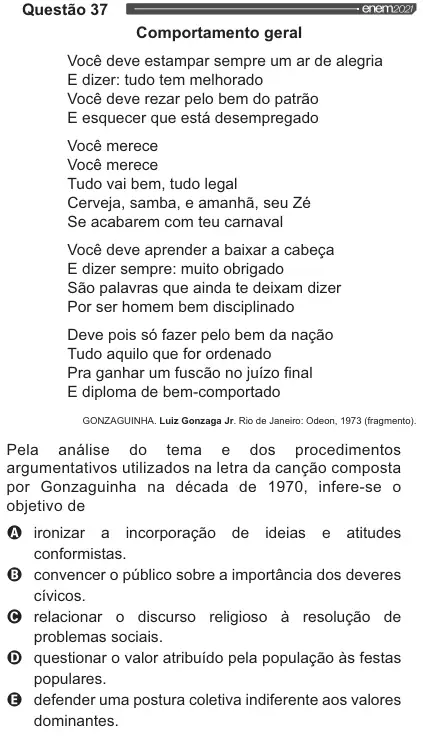 Questão 37 enem2021
Comportamento geral
Você deve estampar sempre um ar de alegria
E dizer: tudo tem melhorado
Você deve rezar pelo bem do patrão
E esquecer que está desempregado
Você merece
Você merece
Tudo vai bem, tudo legal
Cerveja, samba, e amanhã, seu Zé
Se acabarem com teu carnaval
Você deve aprender a baixar a cabeça
E dizer sempre: muito obrigado
São palavras que ainda te deixam dizer
Por ser homem bem disciplinado
Deve pois só fazer pelo bem da nação
Tudo aquilo que for ordenado
Pra ganhar um fuscão no juízo final
E diploma de bem-comportado
GONZAGUINHA. Luiz Gonzaga Jr. Rio de Janeiro: Odeon, 1973 (fragmento).
Pela análise do tema e dos procedimentos
argumentativos utilizados na letra da canção composta
por Gonzaguinha na década de 1970, infere-se o
objetivo de
A ironizar a incorporação de ideias e atitudes
conformistas.
B convencer o público sobre a importância dos deveres
cívicos.
C relacionar o discurso religioso à resolução de
problemas sociais.
D questionar o valor atribuído pela população às festas
populares.
E defender uma postura coletiva indiferente aos valores
dominantes.